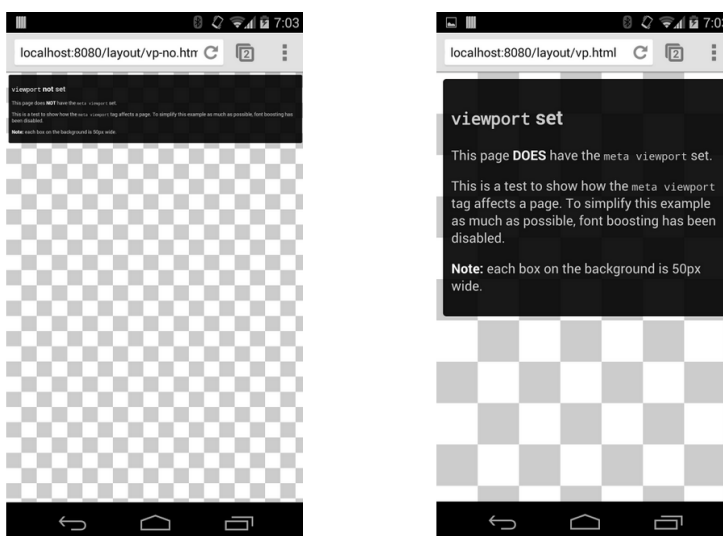 7:03
localhost:8080/layout/vp-no.htm
2
viewport not set
This page does NOT have the meta viewport set.
This is a test to show how the meta viewport tag affects a page. To simplify this example as much as possible, font boosting has
been disabled.
Note: each box on the background is 50px wide.
7:03
localhost:8080/layout/vp.html
2
viewport set
This page DOES have the meta viewport set.
This is a test to show how the meta viewport
tag affects a page. To simplify this example
as much as possible, font boosting has been
disabled.
Note: each box on the background is 50px
wide.